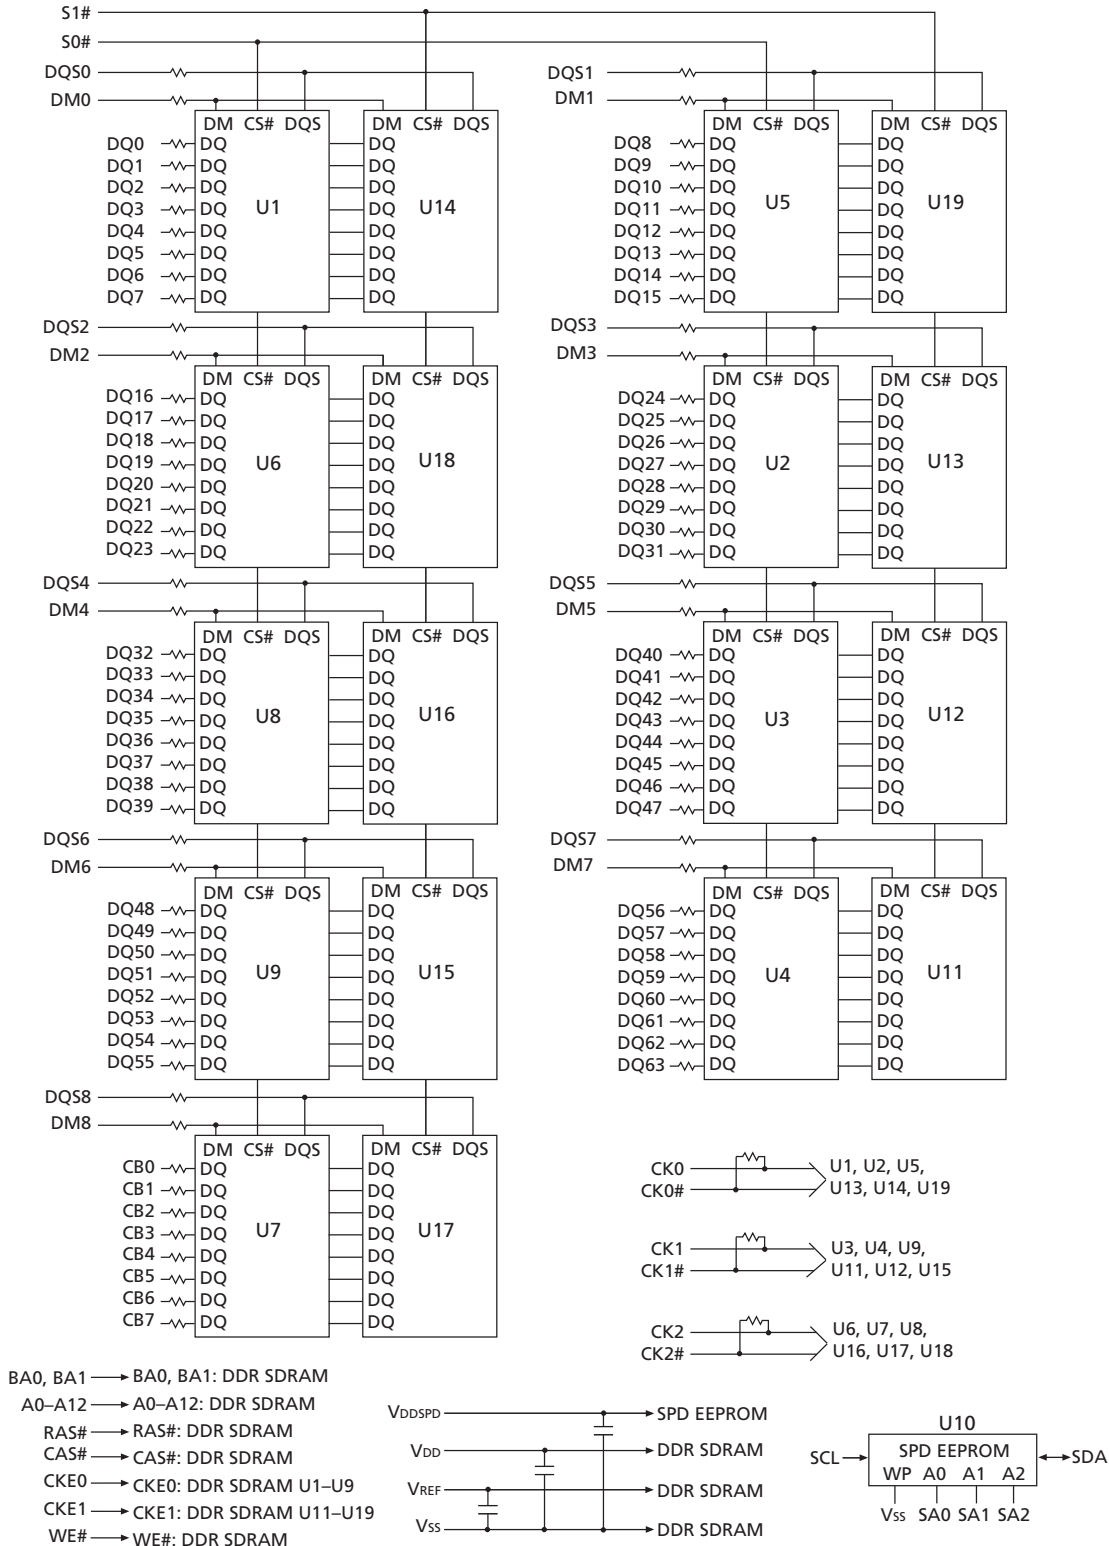 S1#
S0#
DQS0
DM0
DM CS# DQS
DM CS# DQS
DQ0 DQ DQ
DQ1 DQ DQ
DQ2 DQ DQ
DQ3 DQ DQ
U1 U14
DQ4 DQ DQ
DQ5 DQ DQ
DQ6 DQ DQ
DQ7 DQ DQ
DQS1
DM1
DM CS# DQS
DM CS# DQS
DQ8 DQ DQ
DQ9 DQ DQ
DQ10 DQ DQ
U5 U19
DQ11 DQ DQ
DQ12 DQ DQ
DQ13 DQ DQ
DQ14 DQ DQ
DQ15 DQ DQ
DQS2
DM2
DM CS# DQS
DM CS# DQS
DQ16 DQ DQ
DQ17 DQ DQ
DQ18 DQ DQ
DQ19 DQ DQ
U6 U18
DQ20 DQ DQ
DQ21 DQ DQ
DQ22 DQ DQ
DQ23 DQ DQ
DQS3
DM3
DM CS# DQS
DM CS# DQS
DQ24 DQ DQ
DQ25 DQ DQ
DQ26 DQ DQ
DQ27 DQ DQ
U2 U13
DQ28 DQ DQ
DQ29 DQ DQ
DQ30 DQ DQ
DQ31 DQ DQ
DQS4
DM4
DM CS# DQS
DM CS# DQS
DQ32 DQ DQ
DQ33 DQ DQ
DQ34 DQ DQ
DQ35 DQ DQ
U8 U16
DQ36 DQ DQ
DQ37 DQ DQ
DQ38 DQ DQ
DQ39 DQ DQ
DQS5
DM5
DM CS# DQS
DM CS# DQS
DQ40 DQ DQ
DQ41 DQ DQ
DQ42 DQ DQ
DQ43 DQ DQ
U3 U12
DQ44 DQ DQ
DQ45 DQ DQ
DQ46 DQ DQ
DQ47 DQ DQ
DQS6
DM6
DM CS# DQS
DM CS# DQS
DQ48 DQ DQ
DQ49 DQ DQ
DQ50 DQ DQ
DQ51 DQ DQ
U9 U15
DQ52 DQ DQ
DQ53 DQ DQ
DQ54 DQ DQ
DQ55 DQ DQ
DQS7
DM7
DM CS# DQS
DM CS# DQS
DQ56 DQ DQ
DQ57 DQ DQ
DQ58 DQ DQ
DQ59 DQ DQ
U4 U11
DQ60 DQ DQ
DQ61 DQ DQ
DQ62 DQ DQ
DQ63 DQ DQ
DQS8
DM8
DM CS# DQS
DM CS# DQS
CB0 DQ DQ
CB1 DQ DQ
CB2 DQ DQ
CB3 DQ DQ
U7 U17
CB4 DQ DQ
CB5 DQ DQ
CB6 DQ DQ
CB7 DQ DQ
CK0 U1, U2, U5,
CK0# U13, U14, U19
CK1 U3, U4, U9,
CK1# U11, U12, U15
CK2 U6, U7, U8,
CK2# U16, U17, U18
BA0, BA1 BA0, BA1: DDR SDRAM
A0–A12 A0–A12: DDR SDRAM
RAS# RAS#: DDR SDRAM
CAS# CAS#: DDR SDRAM
CKE0 CKE0: DDR SDRAM U1–U9
CKE1 CKE1: DDR SDRAM U11–U19
WE# WE#: DDR SDRAM
VDDSPD SPD EEPROM
VDD DDR SDRAM
VREF DDR SDRAM
VSS DDR SDRAM
U10
SCL SPD EEPROM SDA
WP A0 A1 A2
VSS SA0 SA1 SA2